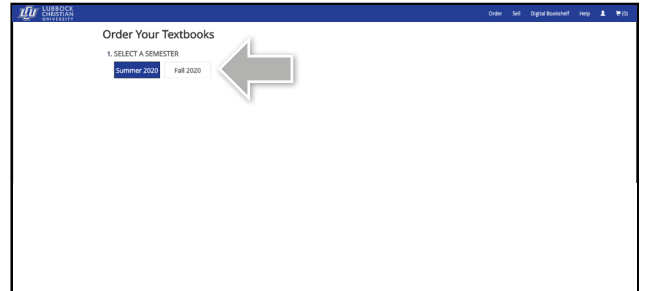 LCU LUBBOCK
CHRISTIAN
UNIVERSITY
Order Sell Digital Bookshelf Help (0)
Order Your Textbooks
1. SELECT A SEMESTER
Summer 2020 Fall 2020